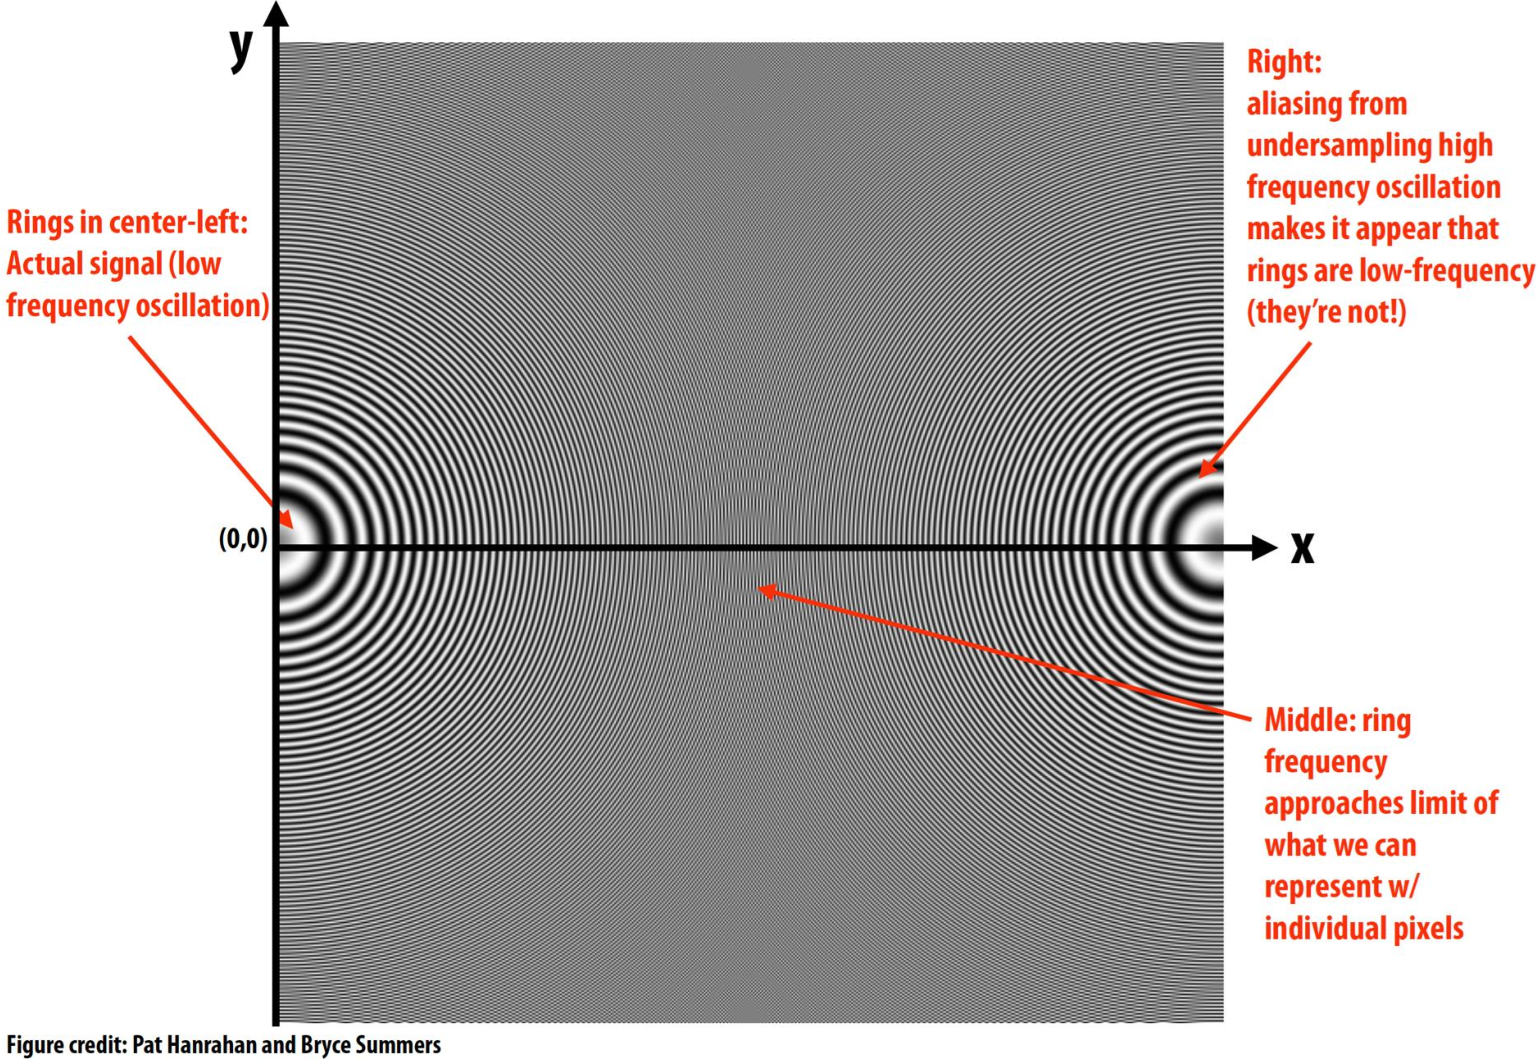 y
Right:
aliasing from
undersampling high
frequency oscillation
makes it appear that
rings are low-frequency
(they’re not!)
Rings in center-left:
Actual signal (low
frequency oscillation)
(0,0)
x
Middle: ring
frequency
approaches limit of
what we can
represent w/
individual pixels
Figure credit: Pat Hanrahan and Bryce Summers